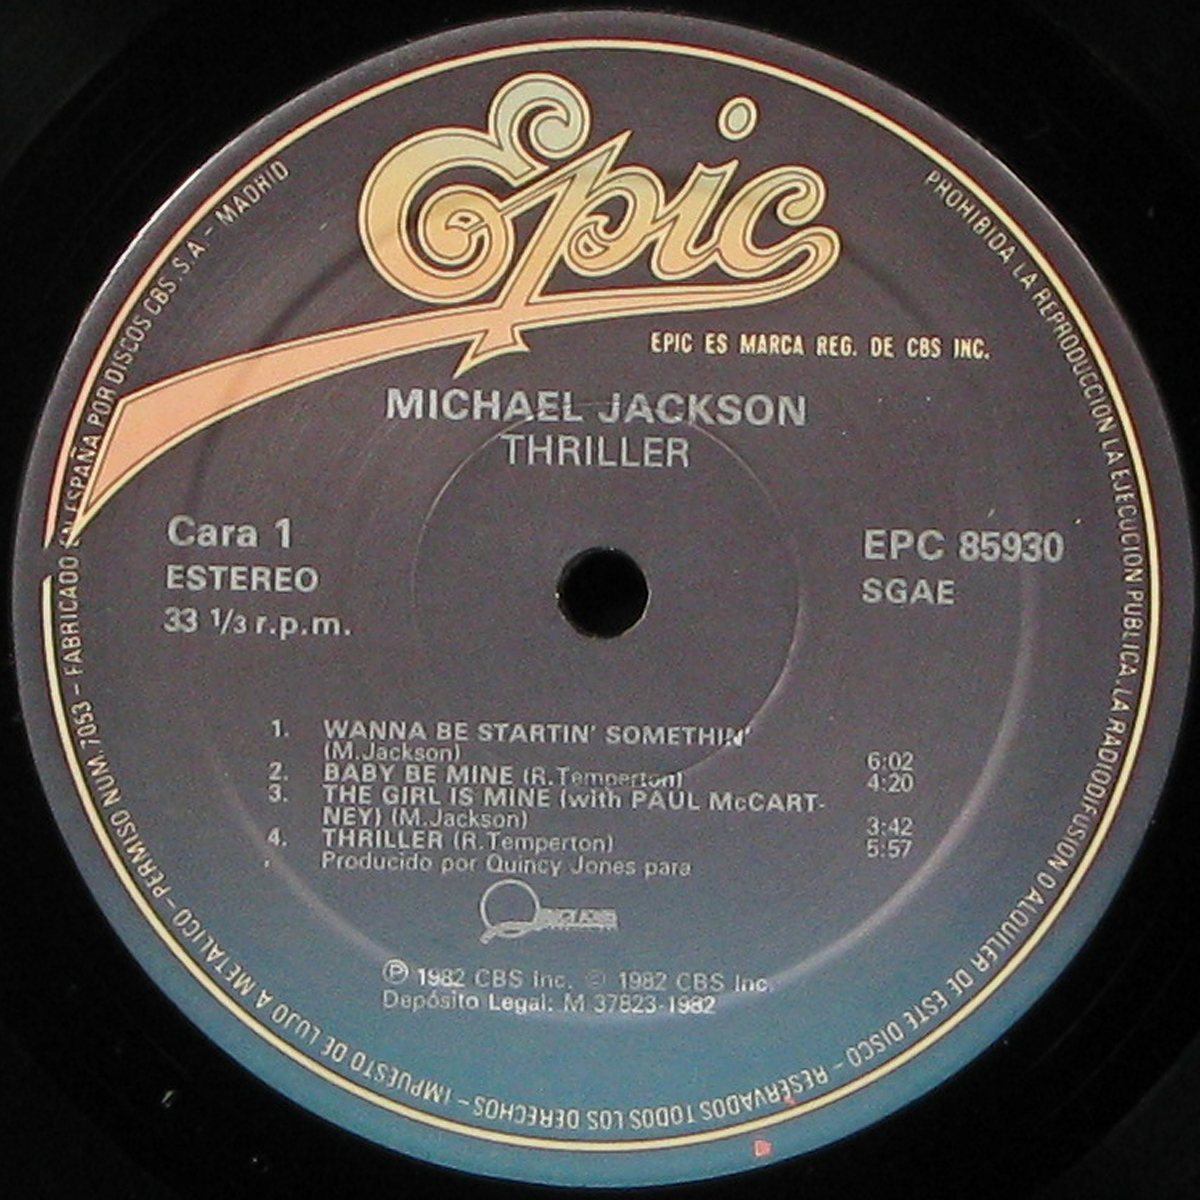 Epic
EPIC ES MARCA REG. DE CBS INC.
MICHAEL JACKSON
THRILLER
Cara 1
ESTEREO
33 1/3 r.p.m.
EPC 85930
SGAE
1. WANNA BE STARTIN' SOMETHIN'
(M.Jackson) 6:02
2. BABY BE MINE (R.Temperton) 4:20
3. THE GIRL IS MINE (with PAUL McCART-
NEY) (M.Jackson) 3:42
4. THRILLER (R.Temperton) 5:57
Producido por Quincy Jones para
℗ 1982 CBS Inc. © 1982 CBS Inc.
Depósito Legal: M 37823-1982
PERMISO NUM. 7053 – FABRICADO EN ESPAÑA POR DISCOS CBS. S.A. - MADRID
PROHIBIDA LA REPRODUCCION LA EJECUCION PUBLICA, LA RADIODIFUSION O ALQUILER DE ESTE DISCO – RESERVADOS TODOS LOS DERECHOS – IMPUESTO DE LUJO A METALICO –